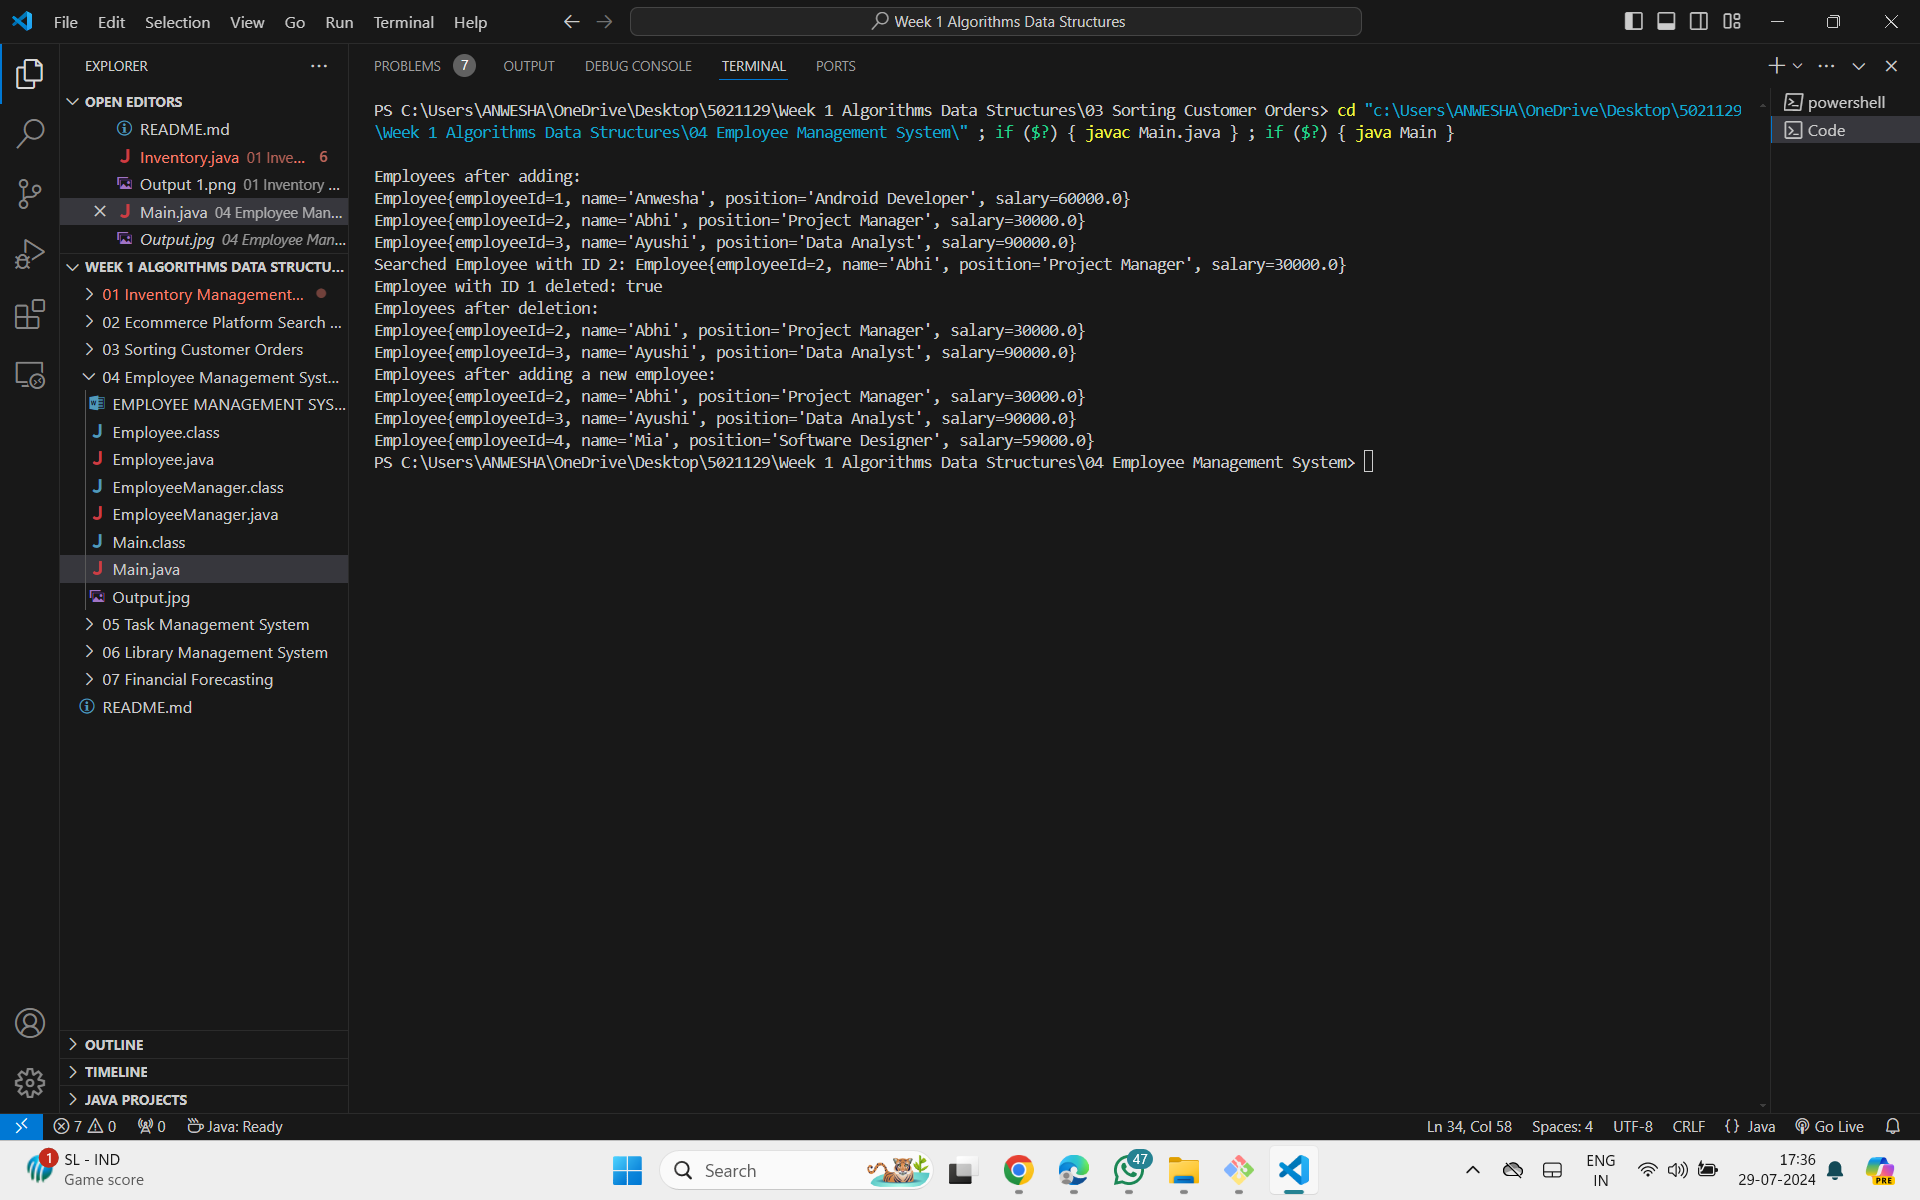 File Edit Selection View Go Run Terminal Help
Week 1 Algorithms Data Structures
EXPLORER
OPEN EDITORS
README.md
Inventory.java 01 Inve... 6
Output 1.png 01 Inventory ...
Main.java 04 Employee Man...
Output.jpg 04 Employee Man...
WEEK 1 ALGORITHMS DATA STRUCTU...
01 Inventory Management...
02 Ecommerce Platform Search ...
03 Sorting Customer Orders
04 Employee Management Syst...
EMPLOYEE MANAGEMENT SYS...
Employee.class
Employee.java
EmployeeManager.class
EmployeeManager.java
Main.class
Main.java
Output.jpg
05 Task Management System
06 Library Management System
07 Financial Forecasting
README.md
OUTLINE
TIMELINE
JAVA PROJECTS
PROBLEMS 7 OUTPUT DEBUG CONSOLE TERMINAL PORTS
PS C:\Users\ANWESHA\OneDrive\Desktop\5021129\Week 1 Algorithms Data Structures\03 Sorting Customer Orders> cd "c:\Users\ANWESHA\OneDrive\Desktop\5021129
\Week 1 Algorithms Data Structures\04 Employee Management System\" ; if ($?) { javac Main.java } ; if ($?) { java Main }
Employees after adding:
Employee{employeeId=1, name='Anwesha', position='Android Developer', salary=60000.0}
Employee{employeeId=2, name='Abhi', position='Project Manager', salary=30000.0}
Employee{employeeId=3, name='Ayushi', position='Data Analyst', salary=90000.0}
Searched Employee with ID 2: Employee{employeeId=2, name='Abhi', position='Project Manager', salary=30000.0}
Employee with ID 1 deleted: true
Employees after deletion:
Employee{employeeId=2, name='Abhi', position='Project Manager', salary=30000.0}
Employee{employeeId=3, name='Ayushi', position='Data Analyst', salary=90000.0}
Employees after adding a new employee:
Employee{employeeId=2, name='Abhi', position='Project Manager', salary=30000.0}
Employee{employeeId=3, name='Ayushi', position='Data Analyst', salary=90000.0}
Employee{employeeId=4, name='Mia', position='Software Designer', salary=59000.0}
PS C:\Users\ANWESHA\OneDrive\Desktop\5021129\Week 1 Algorithms Data Structures\04 Employee Management System>
powershell
Code
7 0 0 Java: Ready
Ln 34, Col 58 Spaces: 4 UTF-8 CRLF {} Java Go Live
1
SL - IND
Game score
Search
47
ENG
IN
17:36
29-07-2024
PRE